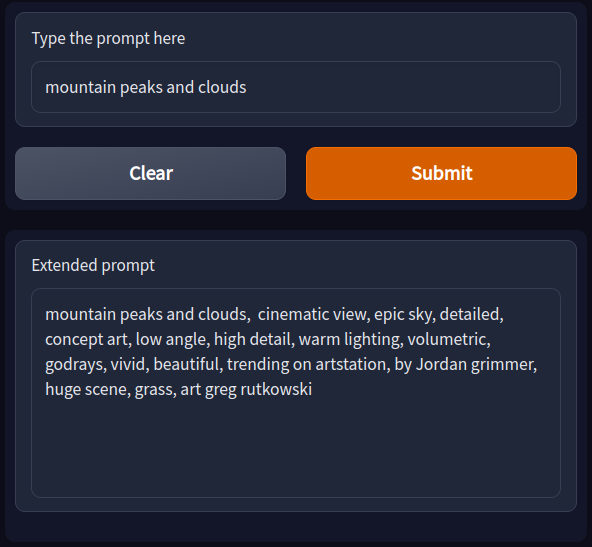 Type the prompt here
mountain peaks and clouds
Clear
Submit
Extended prompt
mountain peaks and clouds,  cinematic view, epic sky, detailed,
concept art, low angle, high detail, warm lighting, volumetric,
godrays, vivid, beautiful, trending on artstation, by Jordan grimmer,
huge scene, grass, art greg rutkowski